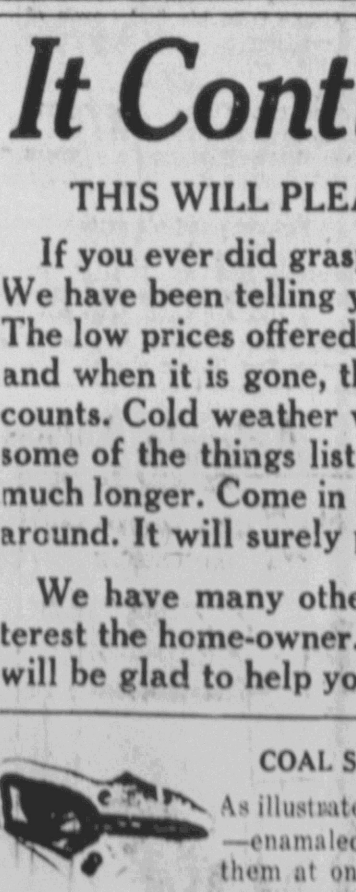 It Cont
THIS WILL PLEA
If you ever did gras
We have been telling y
The low prices offered
and when it is gone, th
counts. Cold weather w
some of the things list
much longer. Come in
around. It will surely p
We have many othe
terest the home-owner.
will be glad to help yo
COAL S
As illustrate
—enameled
them at on